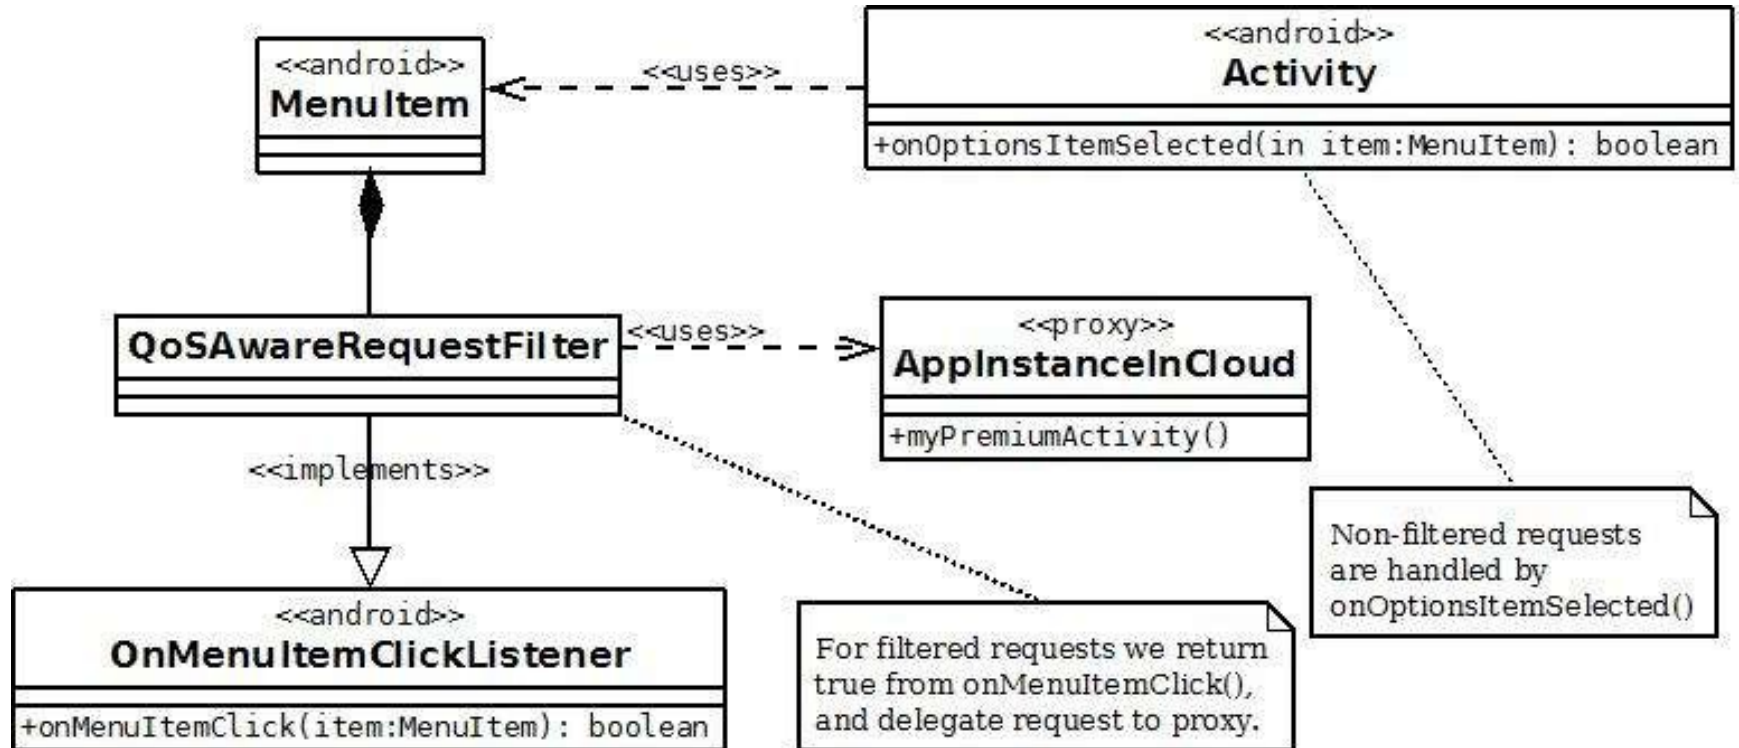 <<android>>
MenuItem
<<uses>>
<<android>>
Activity
+onOptionsItemSelected(in item:MenuItem): boolean
QoSAwareRequestFilter
<<uses>>
<<proxy>>
AppInstanceInCloud
+myPremiumActivity()
<<implements>>
Non-filtered requests
are handled by
onOptionsItemSelected()
<<android>>
OnMenuItemClickListener
+onMenuItemClick(item:MenuItem): boolean
For filtered requests we return
true from onMenuItemClick(),
and delegate request to proxy.